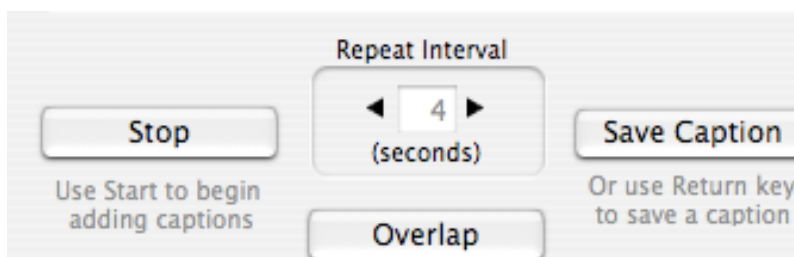 Repeat Interval
4
(seconds)
Stop
Use Start to begin
adding captions
Save Caption
Or use Return key
to save a caption
Overlap